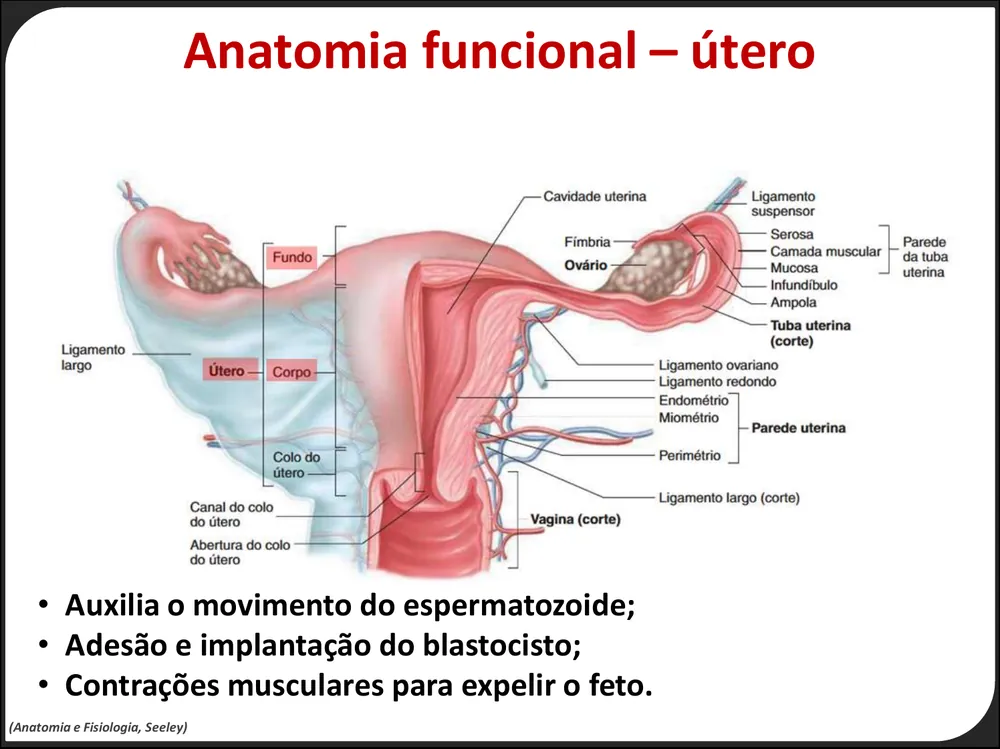 Anatomia funcional – útero
Cavidade uterina
Ligamento
suspensor
Fímbria
Ovário
Serosa
Camada muscular
Mucosa
Infundíbulo
Ampola
Parede
da tuba
uterina
Tuba uterina
(corte)
Fundo
Ligamento
largo
Útero
Corpo
Ligamento ovariano
Ligamento redondo
Endométrio
Miométrio
Parede uterina
Perimétrio
Colo do
útero
Canal do colo
do útero
Abertura do colo
do útero
Ligamento largo (corte)
Vagina (corte)
• Auxilia o movimento do espermatozoide;
• Adesão e implantação do blastocisto;
• Contrações musculares para expelir o feto.
(Anatomia e Fisiologia, Seeley)